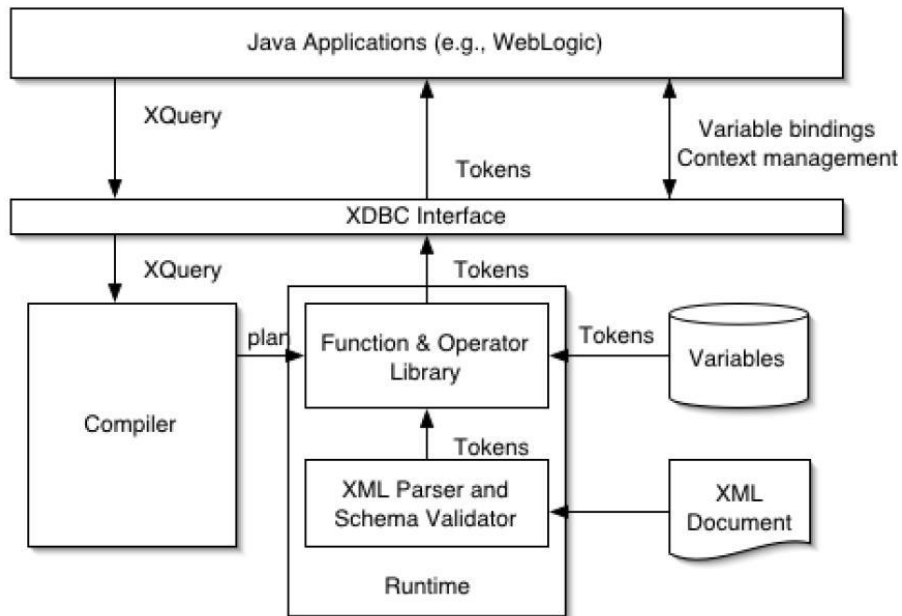 Java Applications (e.g., WebLogic)
XQuery
Tokens
Variable bindings
Context management
XDBC Interface
XQuery
Tokens
plan
Function & Operator
Library
Tokens
Variables
Compiler
Tokens
XML Parser and
Schema Validator
XML
Document
Runtime